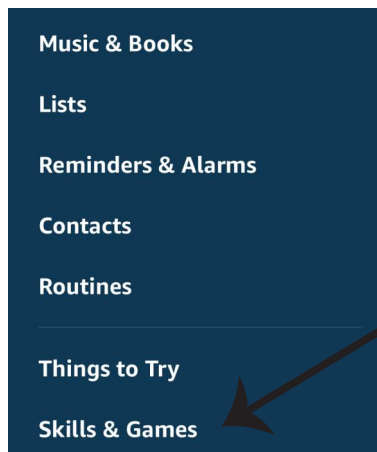 Music & Books
Lists
Reminders & Alarms
Contacts
Routines
Things to Try
Skills & Games